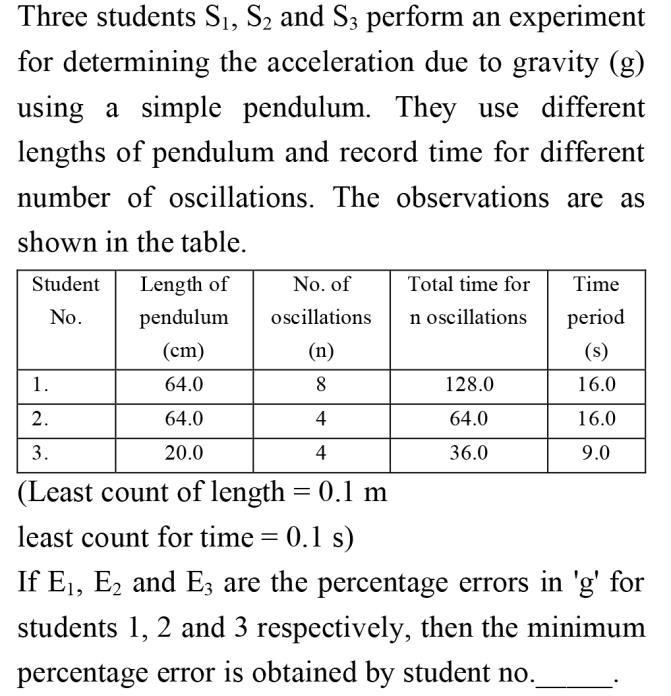 Three students S₁, S₂ and S₃ perform an experiment
for determining the acceleration due to gravity (g)
using a simple pendulum. They use different
lengths of pendulum and record time for different
number of oscillations. The observations are as
shown in the table.
Student No. | Length of pendulum (cm) | No. of oscillations (n) | Total time for n oscillations | Time period (s)
1. | 64.0 | 8 | 128.0 | 16.0
2. | 64.0 | 4 | 64.0 | 16.0
3. | 20.0 | 4 | 36.0 | 9.0
(Least count of length = 0.1 m
least count for time = 0.1 s)
If E₁, E₂ and E₃ are the percentage errors in 'g' for
students 1, 2 and 3 respectively, then the minimum
percentage error is obtained by student no.______.